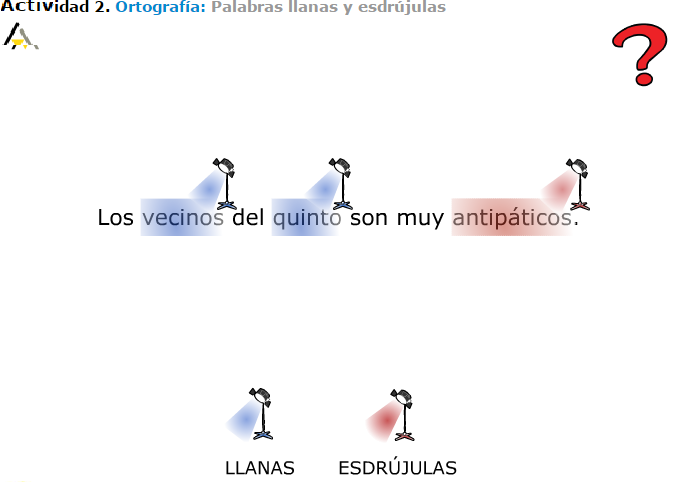 Actividad 2. Ortografía: Palabras llanas y esdrújulas
Los vecinos del quinto son muy antipáticos.
LLANAS ESDRÚJULAS